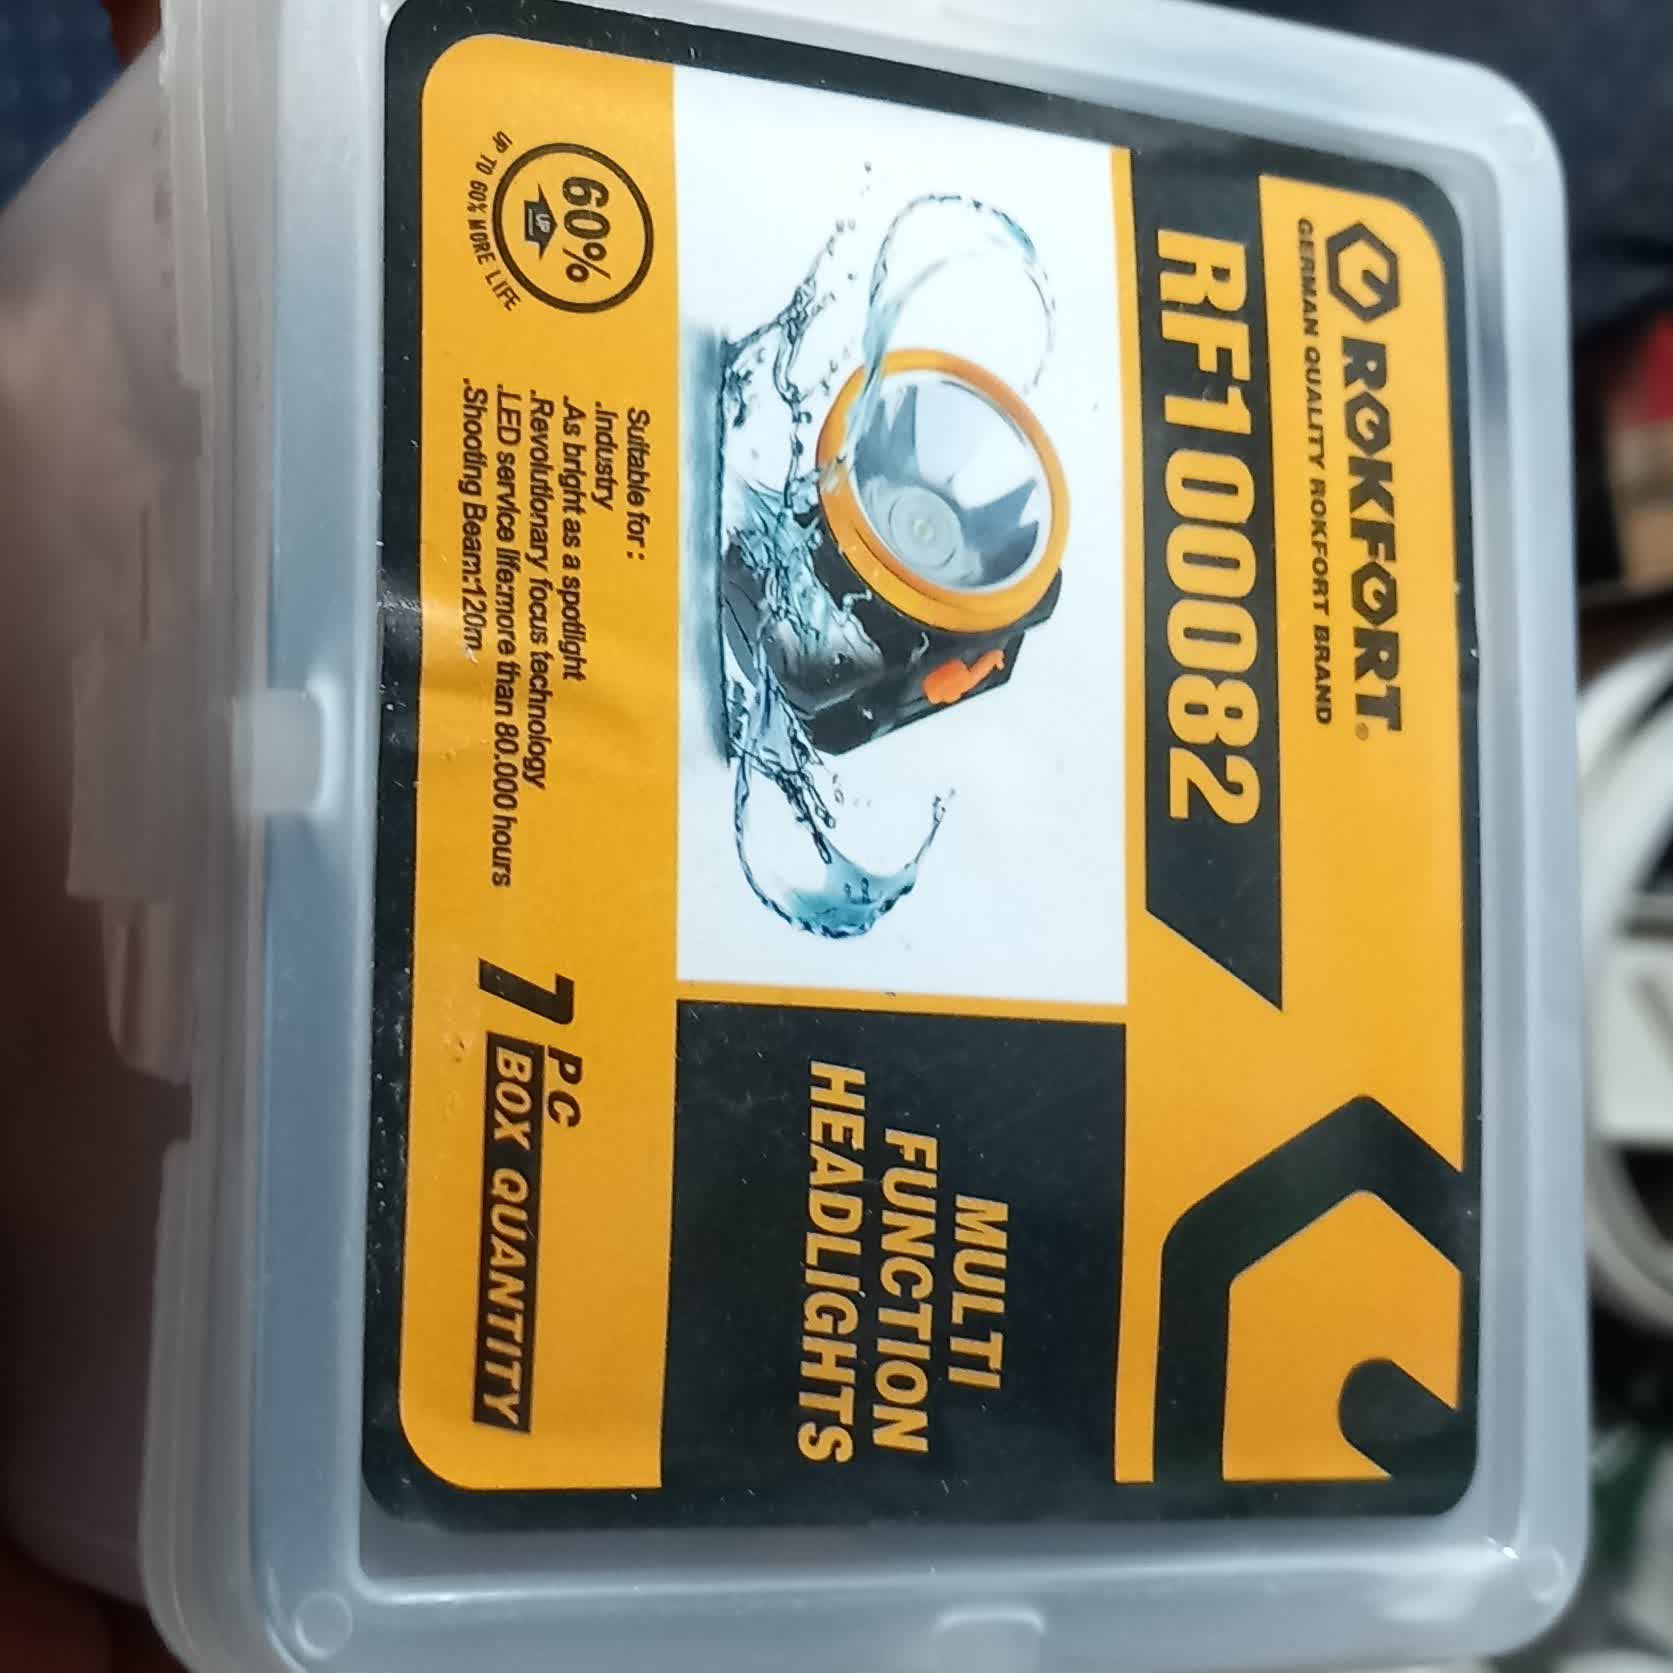 ROKFORT®
GERMAN QUALITY ROKFORT BRAND
RF100082
MULTI
FUNCTION
HEADLIGHTS
60%
UP
UP TO 60% MORE LIFE
Suitable for :
.Industry
.As bright as a spotlight
.Revolutionary focus technology
.LED service life:more than 80.000 hours
.Shooting Beam:120m
1 PC
BOX QUANTITY